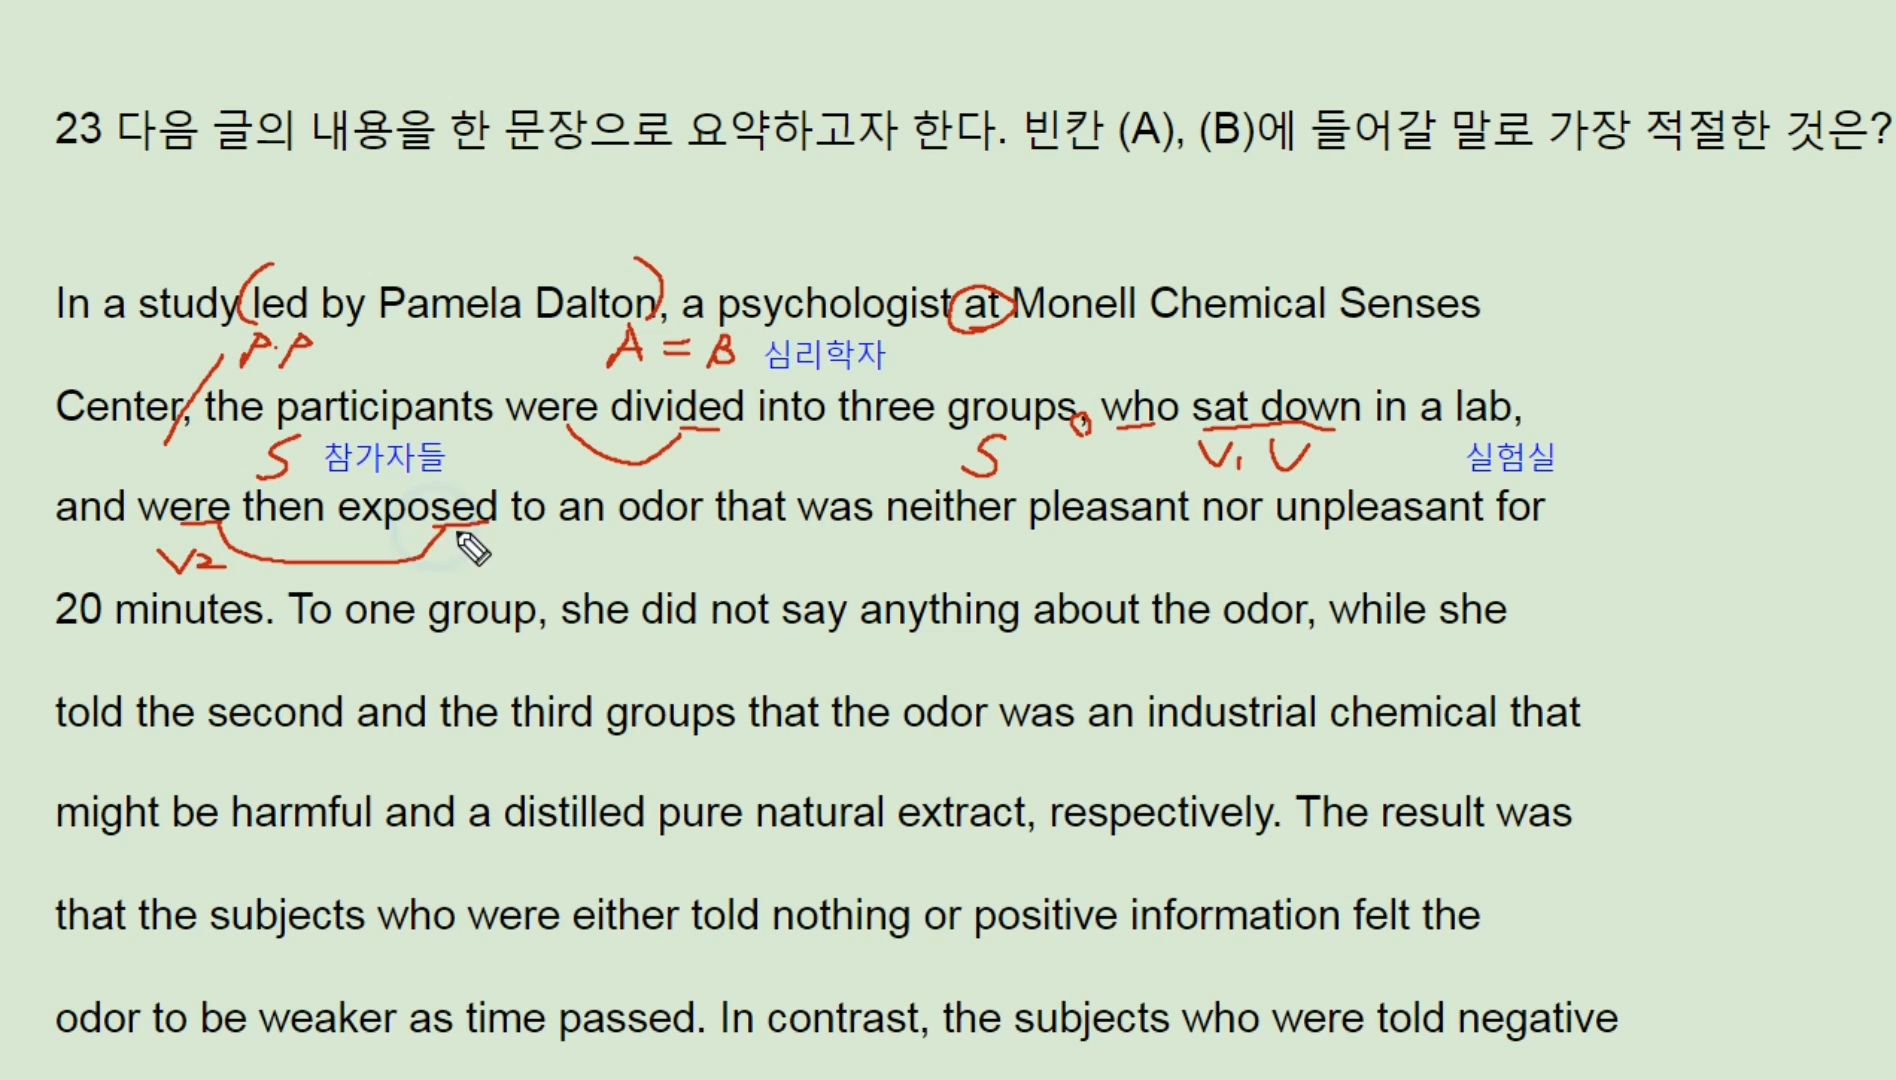 23 다음 글의 내용을 한 문장으로 요약하고자 한다. 빈칸 (A), (B)에 들어갈 말로 가장 적절한 것은?
In a study led by Pamela Dalton, a psychologist at Monell Chemical Senses
P.P A = B 심리학자
Center, the participants were divided into three groups, who sat down in a lab,
S 참가자들 S V1 V 실험실
and were then exposed to an odor that was neither pleasant nor unpleasant for
V2
20 minutes. To one group, she did not say anything about the odor, while she
told the second and the third groups that the odor was an industrial chemical that
might be harmful and a distilled pure natural extract, respectively. The result was
that the subjects who were either told nothing or positive information felt the
odor to be weaker as time passed. In contrast, the subjects who were told negative